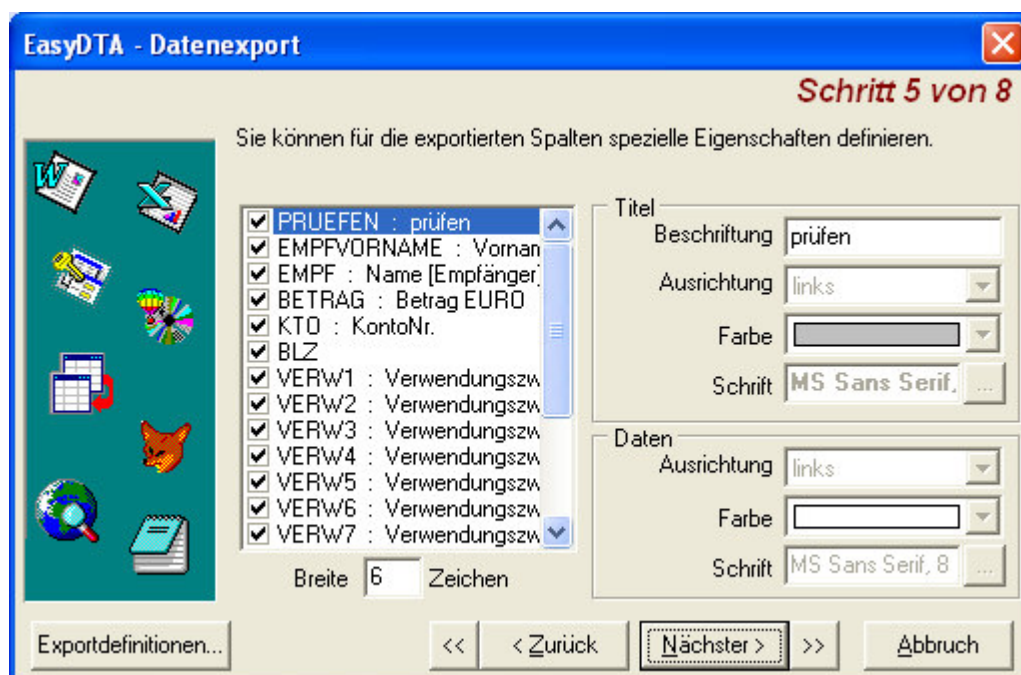 EasyDTA - Datenexport
Schritt 5 von 8
Sie können für die exportierten Spalten spezielle Eigenschaften definieren.
PRUEFEN : prüfen
EMPFVORNAME : Vornan
EMPF : Name [Empfänger]
BETRAG : Betrag EURO
KTO : KontoNr.
BLZ
VERW1 : Verwendungszw
VERW2 : Verwendungszw
VERW3 : Verwendungszw
VERW4 : Verwendungszw
VERW5 : Verwendungszw
VERW6 : Verwendungszw
VERW7 : Verwendungszw
Breite 6 Zeichen
Titel
Beschriftung prüfen
Ausrichtung links
Farbe
Schrift MS Sans Serif, ...
Daten
Ausrichtung links
Farbe
Schrift MS Sans Serif, 8 ...
Exportdefinitionen... << < Zurück Nächster > >> Abbruch